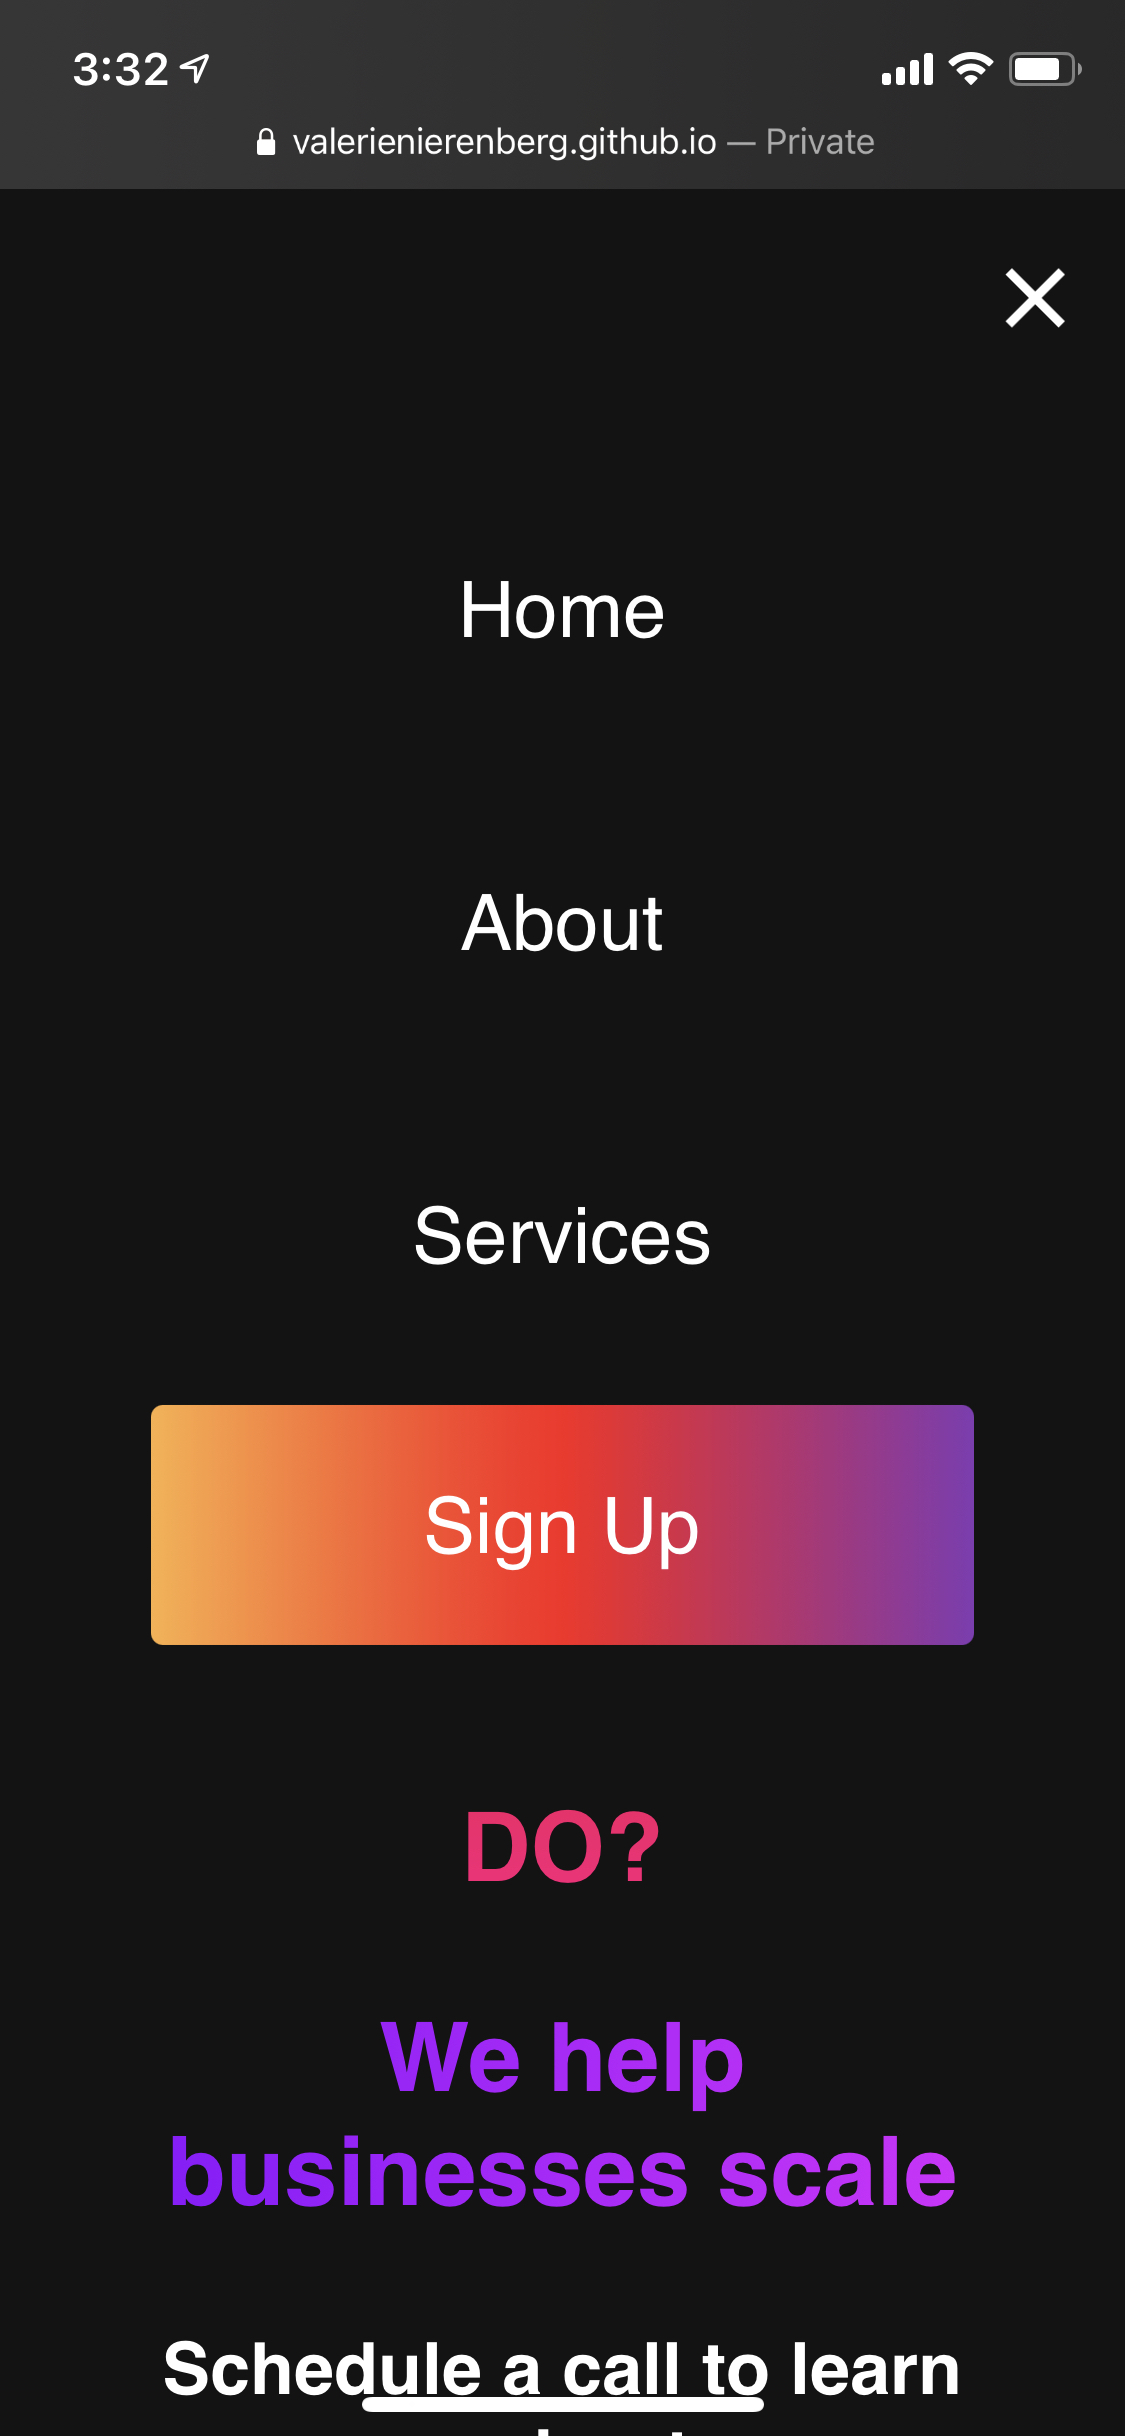 3:32
valerienierenberg.github.io — Private
Home
About
Services
Sign Up
DO?
We help
businesses scale
Schedule a call to learn